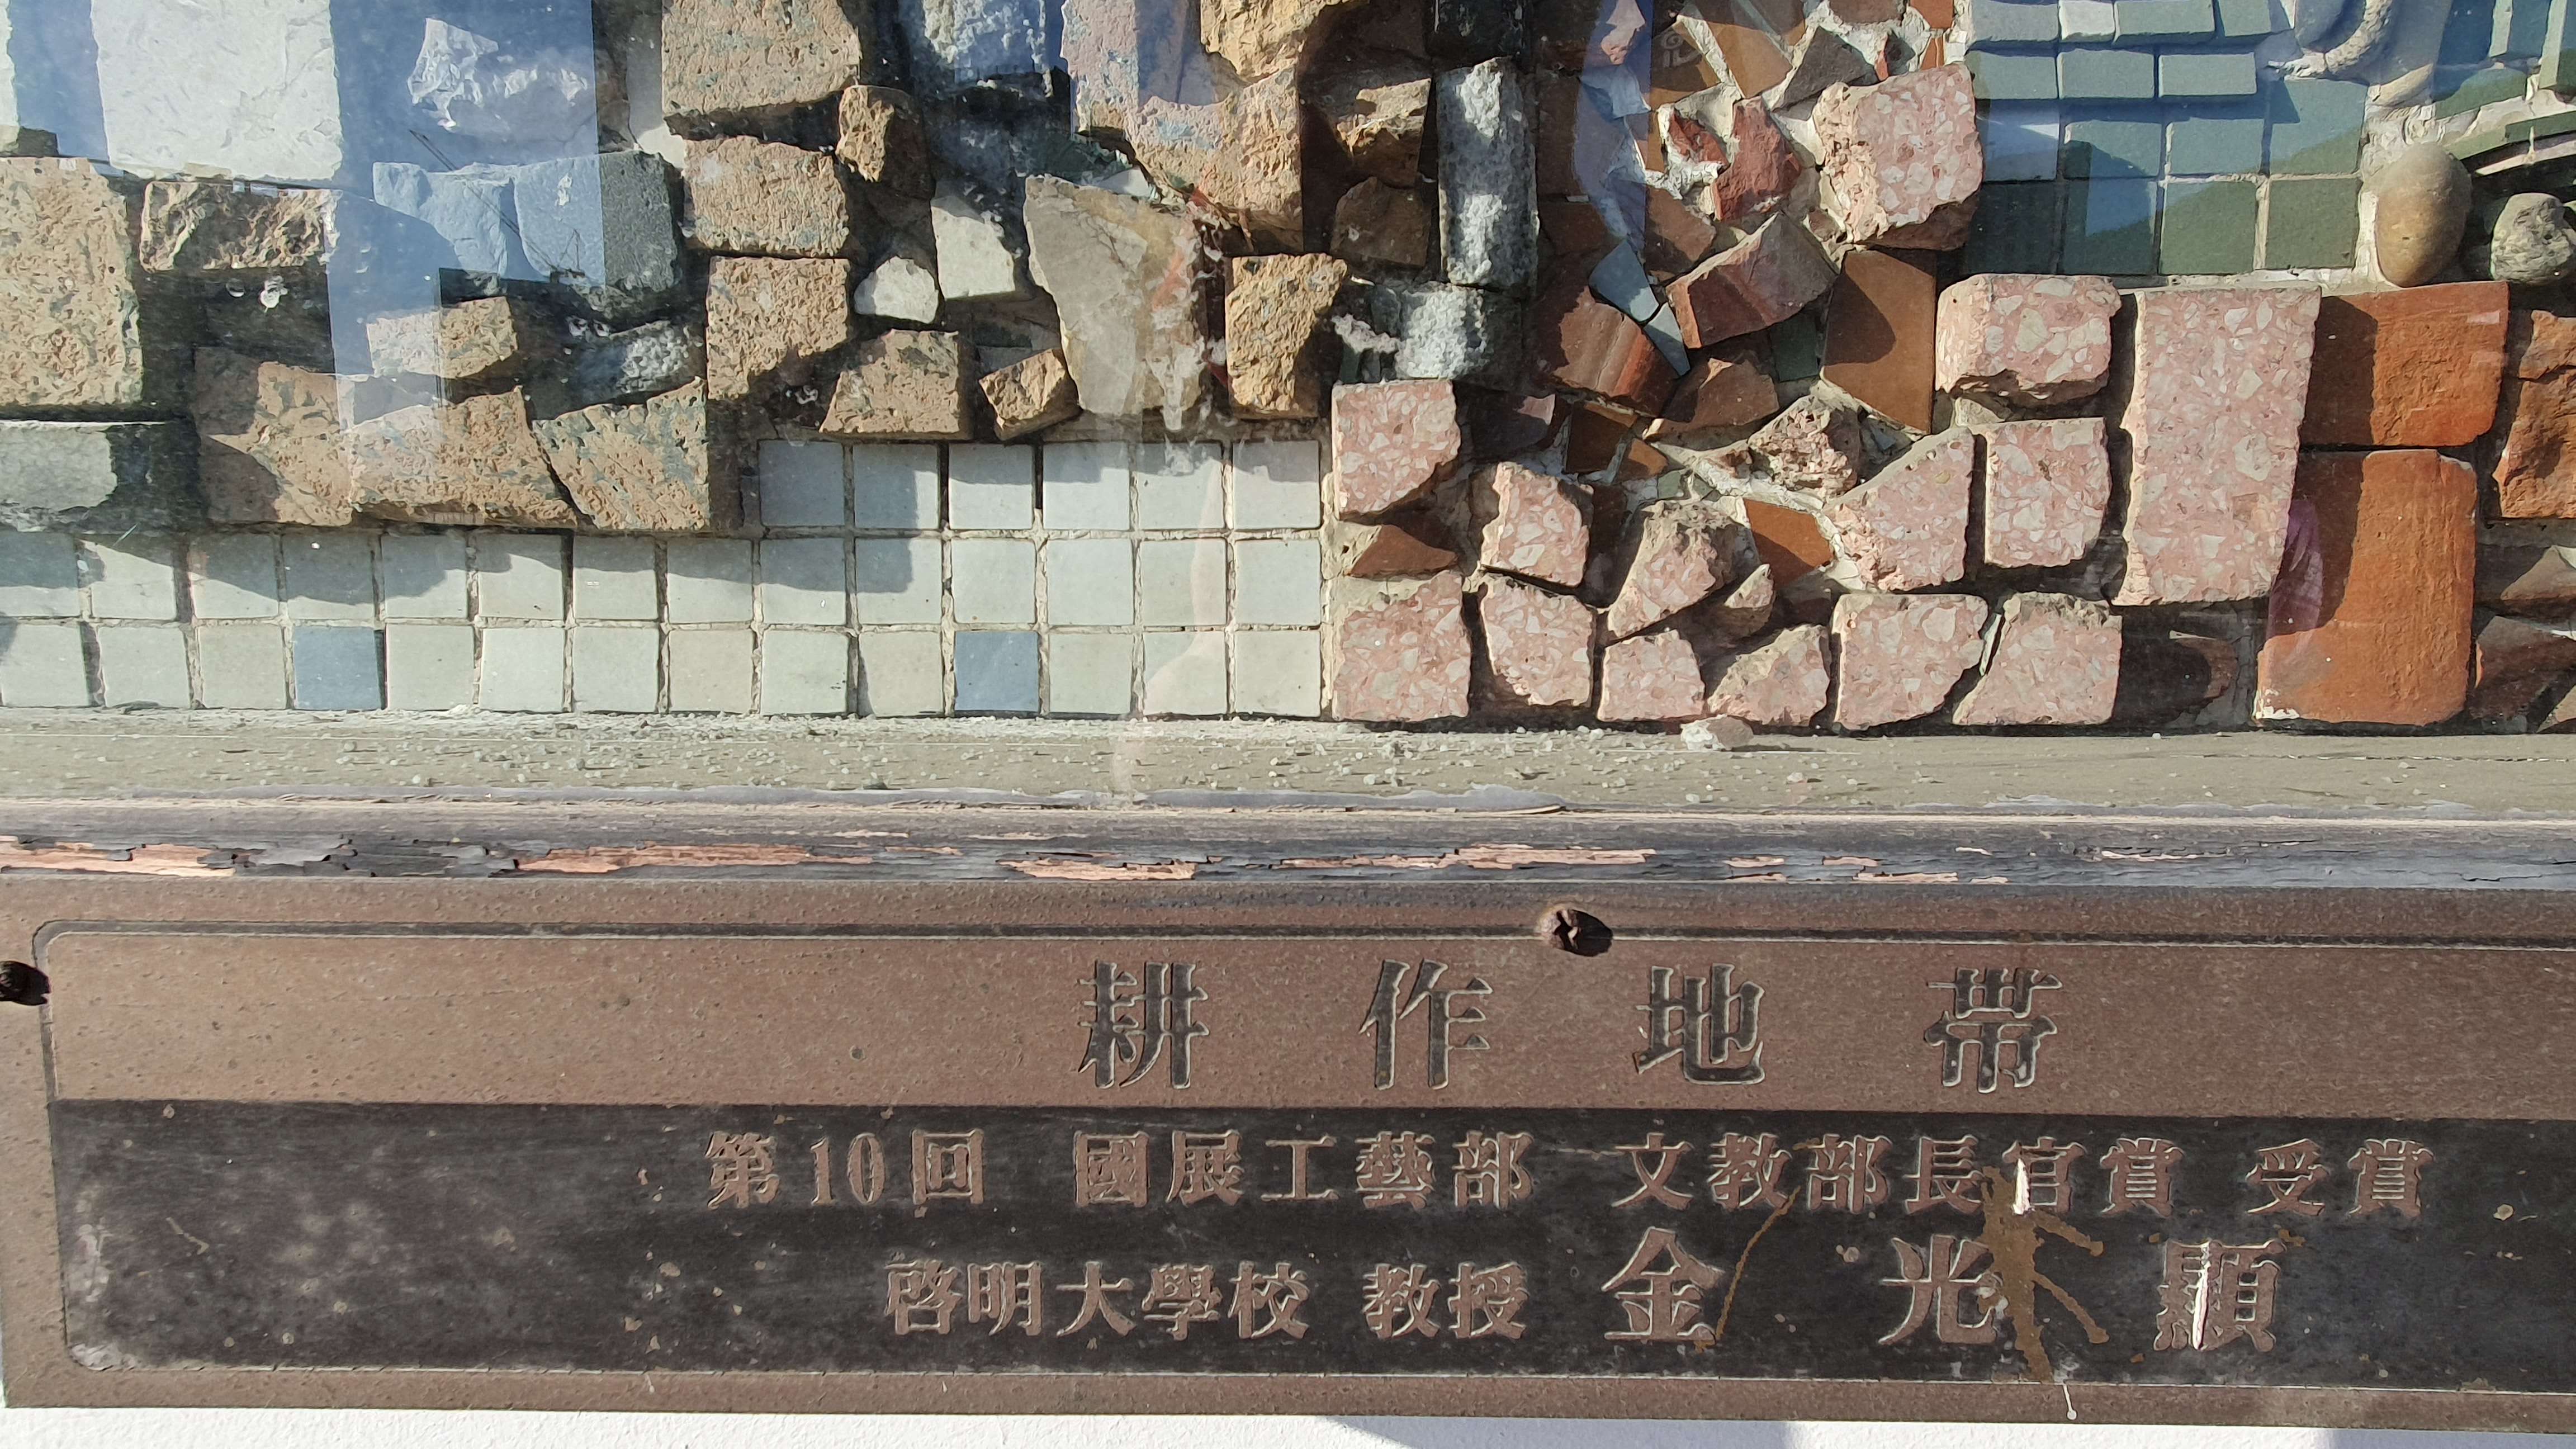 耕作地帶
第10回 國展工藝部 文教部長官賞 受賞
啓明大學校 教授 金光顯